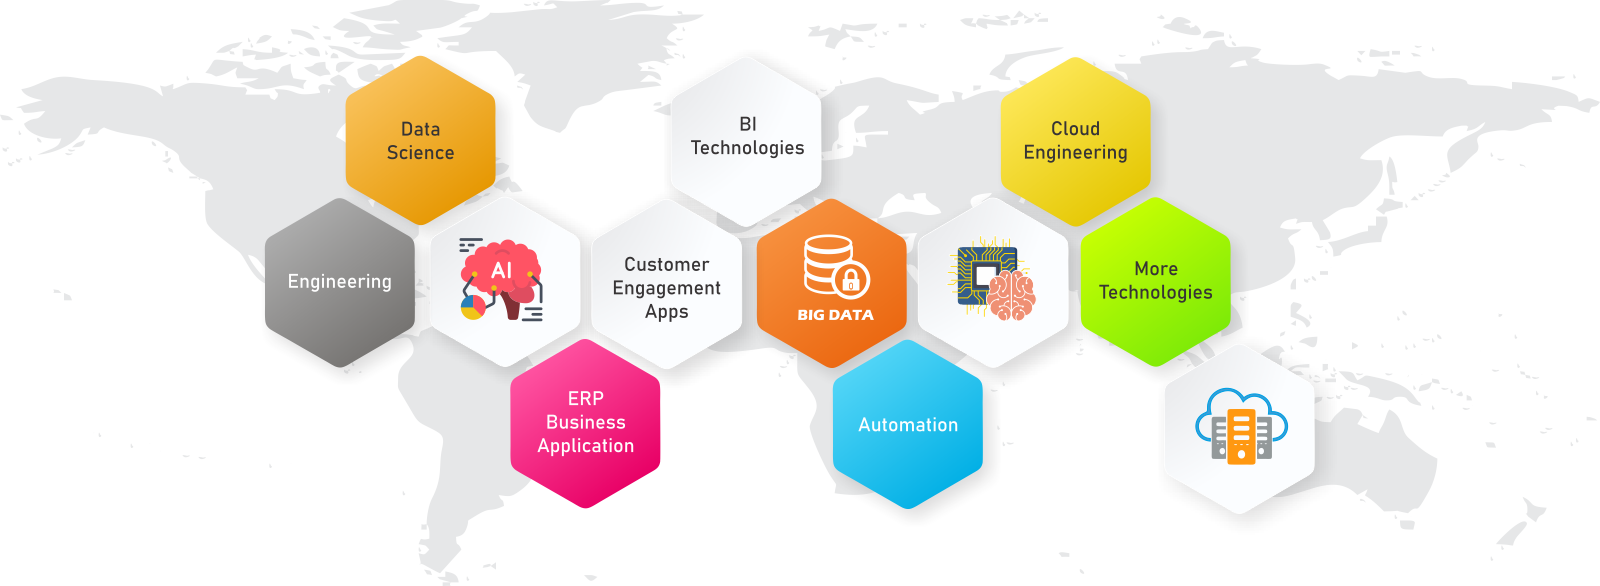 Data
Science
BI
Technologies
Cloud
Engineering
Engineering
AI
Customer
Engagement
Apps
0
BIG DATA
More
Technologies
ERP
Business
Application
Automation